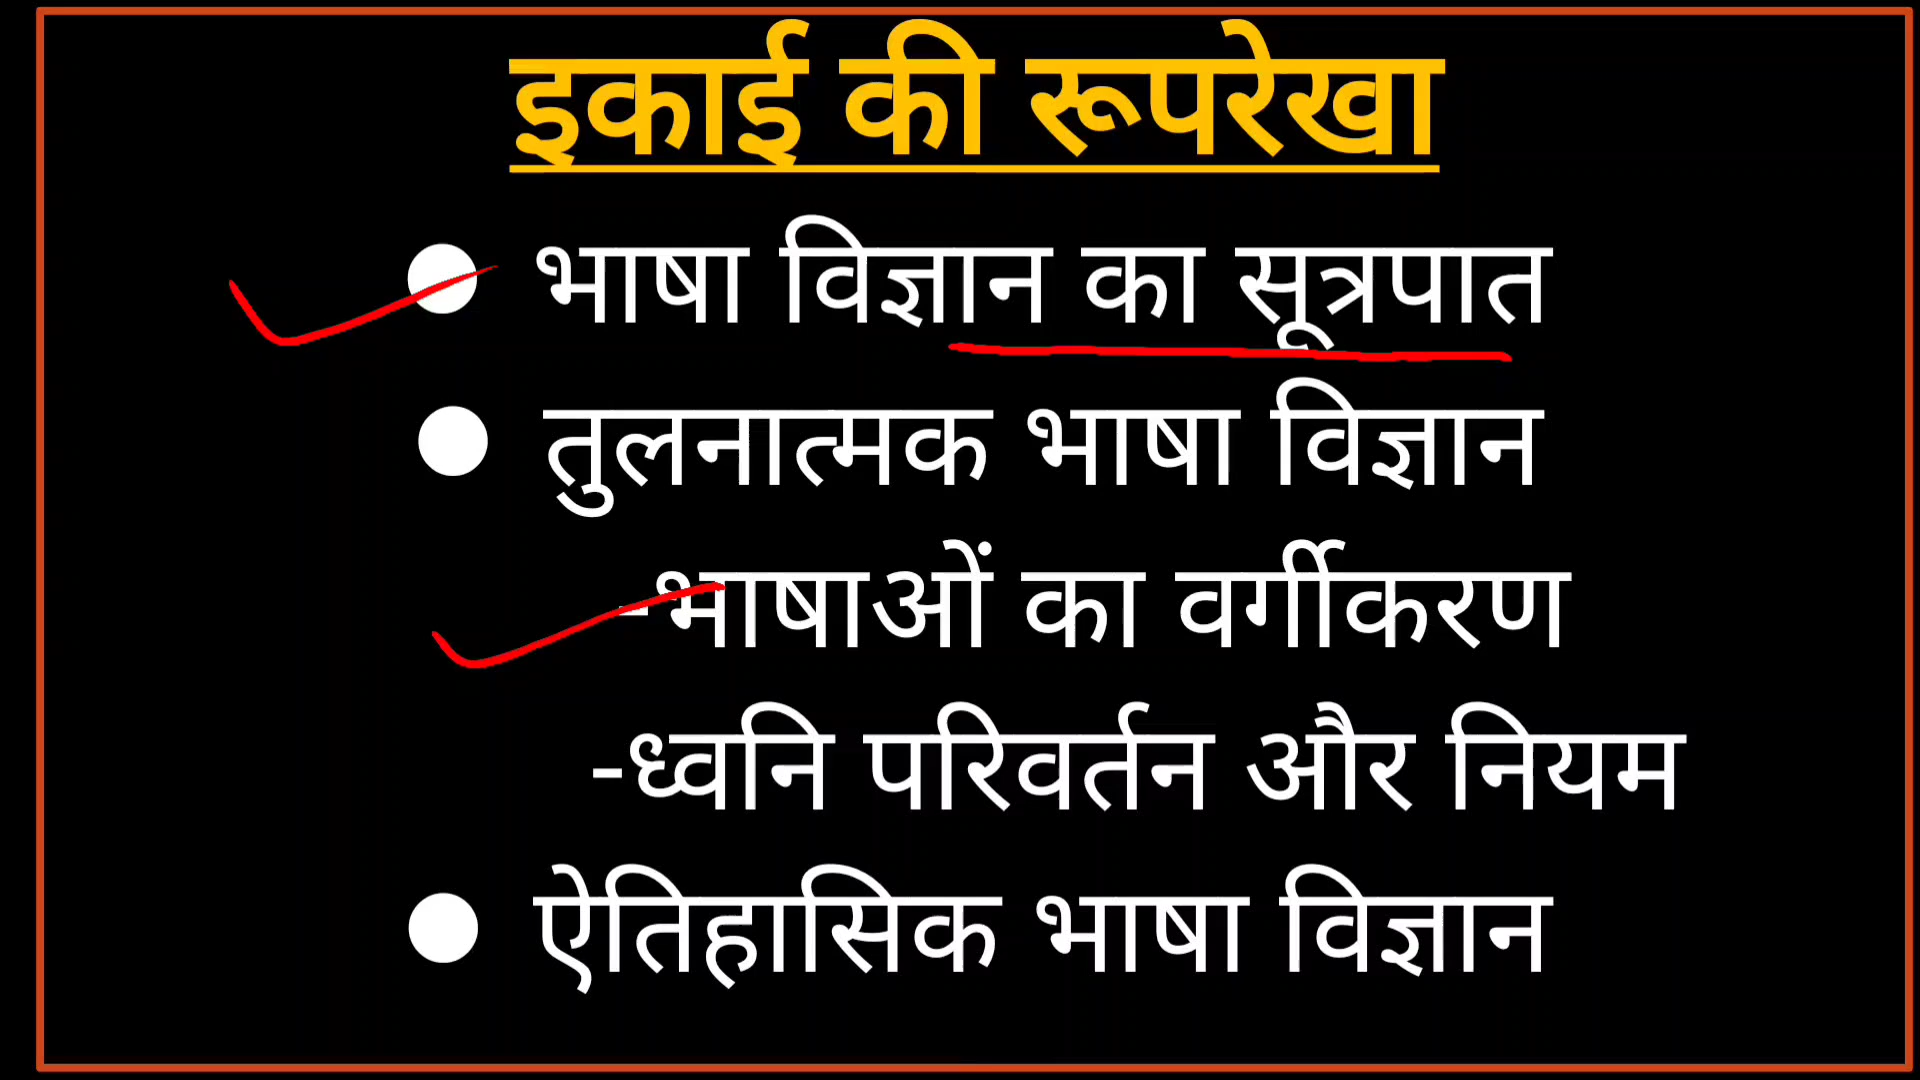 इकाई की रूपरेखा
● भाषा विज्ञान का सूत्रपात
● तुलनात्मक भाषा विज्ञान
-भाषाओं का वर्गीकरण
-ध्वनि परिवर्तन और नियम
● ऐतिहासिक भाषा विज्ञान